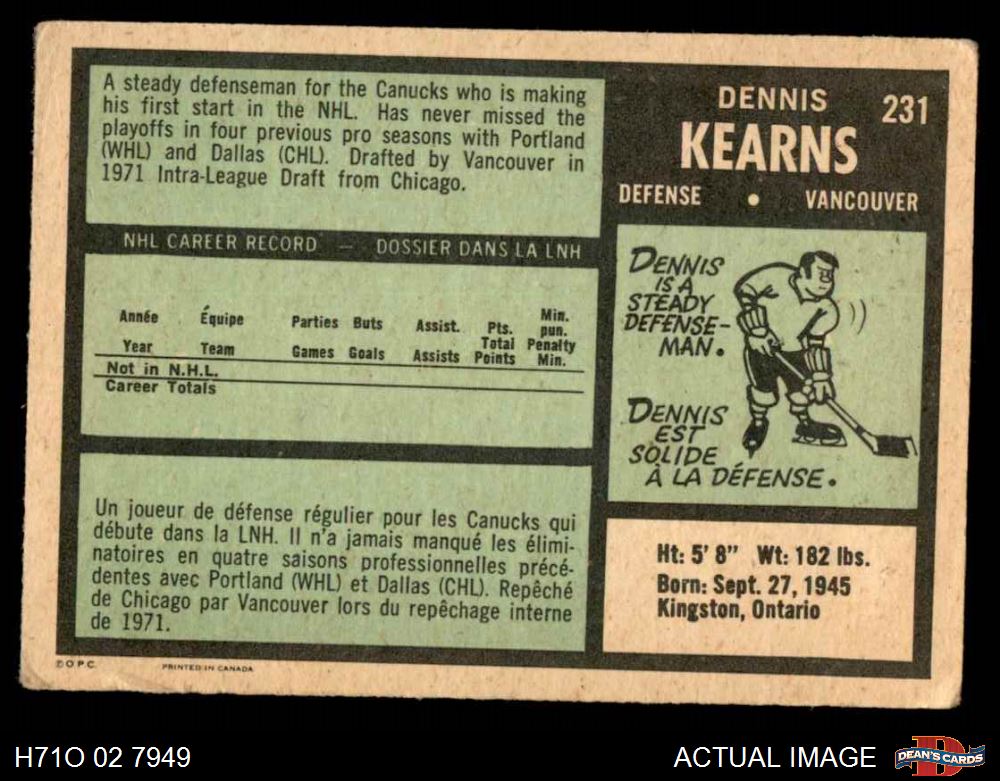 A steady defenseman for the Canucks who is making
his first start in the NHL. Has never missed the
playoffs in four previous pro seasons with Portland
(WHL) and Dallas (CHL). Drafted by Vancouver in
1971 Intra-League Draft from Chicago.
NHL CAREER RECORD — DOSSIER DANS LA LNH
Année Équipe Parties Buts Assist. Pts. Min. pun.
Year Team Games Goals Assists Total Points Penalty Min.
Not in N.H.L.
Career Totals
Un joueur de défense régulier pour les Canucks qui
débute dans la LNH. Il n'a jamais manqué les élimi-
natoires en quatre saisons professionnelles précé-
dentes avec Portland (WHL) et Dallas (CHL). Repêché
de Chicago par Vancouver lors du repêchage interne
de 1971.
© O.P.C. PRINTED IN CANADA
DENNIS 231
KEARNS
DEFENSE • VANCOUVER
DENNIS
IS A
STEADY
DEFENSE-
MAN.
DENNIS
EST
SOLIDE
À LA DÉFENSE.
Ht: 5' 8" Wt: 182 lbs.
Born: Sept. 27, 1945
Kingston, Ontario
H71O 02 7949
ACTUAL IMAGE
D
DEAN'S CARDS